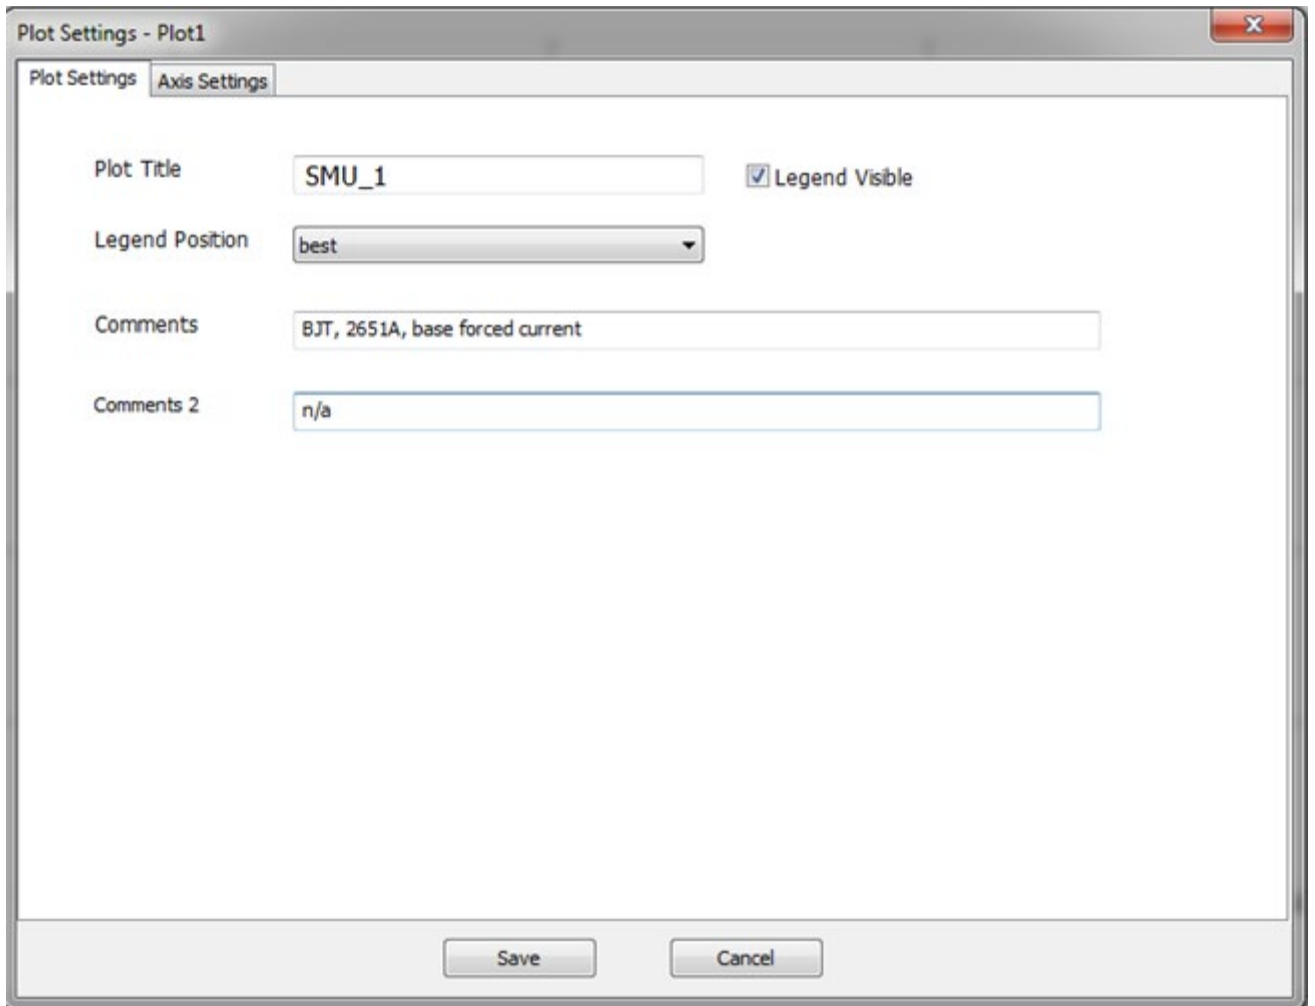 Plot Settings - Plot1
Plot Settings
Axis Settings
Plot Title
SMU_1
Legend Visible
Legend Position
best
Comments
BJT, 2651A, base forced current
Comments 2
n/a
Save
Cancel